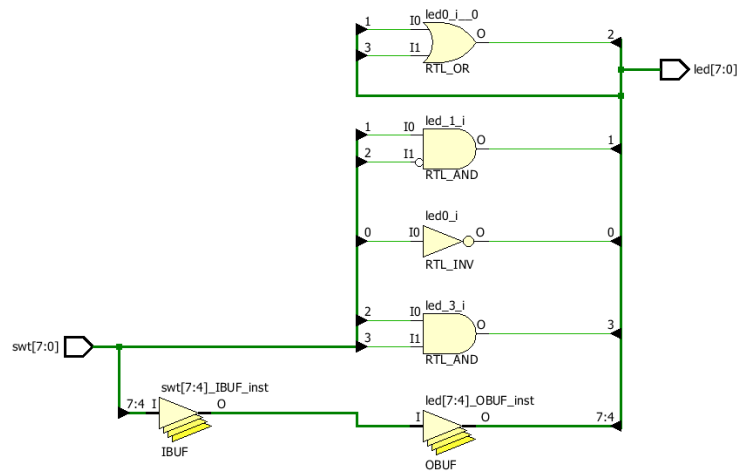 led0_i__0
1 I0 O 2
3 I1
RTL_OR
led[7:0]
led_1_i
1 I0 O 1
2 I1
RTL_AND
led0_i
0 I0 O 0
RTL_INV
led_3_i
2 I0 O 3
3 I1
RTL_AND
swt[7:0]
swt[7:4]_IBUF_inst
7:4 I O
IBUF
led[7:4]_OBUF_inst
I O 7:4
OBUF